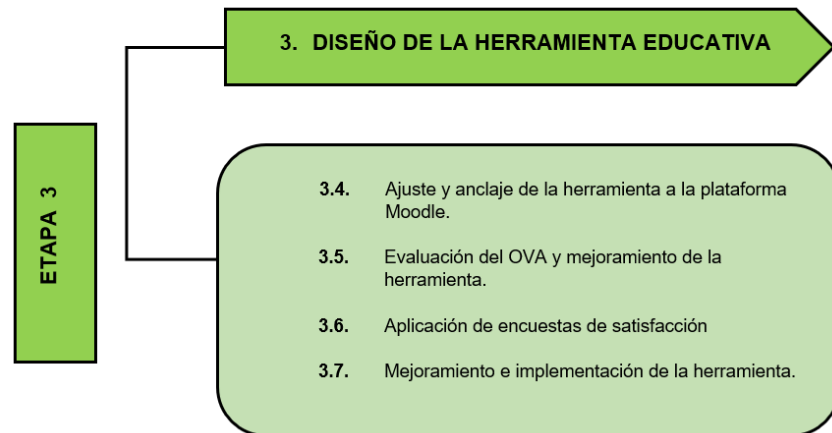 3. DISEÑO DE LA HERRAMIENTA EDUCATIVA
ETAPA 3
3.4. Ajuste y anclaje de la herramienta a la plataforma
Moodle.
3.5. Evaluación del OVA y mejoramiento de la
herramienta.
3.6. Aplicación de encuestas de satisfacción
3.7. Mejoramiento e implementación de la herramienta.